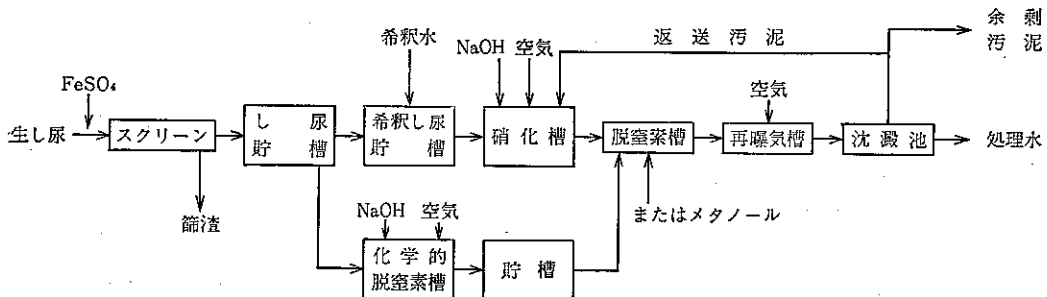 希釈水
NaOH 空気
返送汚泥
余剰
汚泥
FeSO₄
生し尿
スクリーン
し尿
貯槽
希釈し尿
貯槽
硝化槽
脱窒素槽
空気
再曝気槽
沈澱池
処理水
篩渣
NaOH 空気
化学的
脱窒素槽
貯槽
またはメタノール